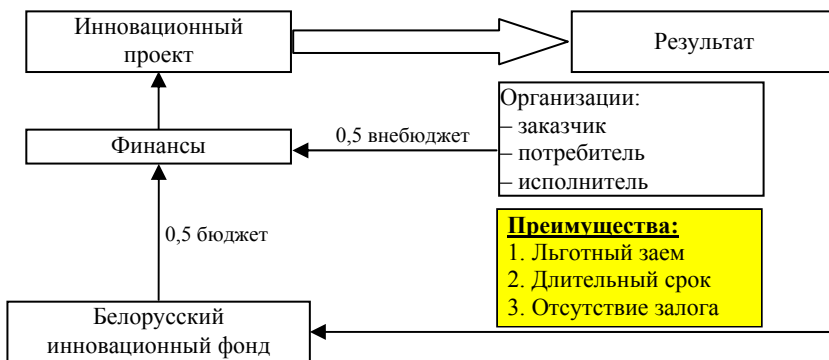 Инновационный
проект
Результат
Организации:
– заказчик
– потребитель
– исполнитель
0,5 внебюджет
Финансы
0,5 бюджет
Преимущества:
1. Льготный заем
2. Длительный срок
3. Отсутствие залога
Белорусский
инновационный фонд